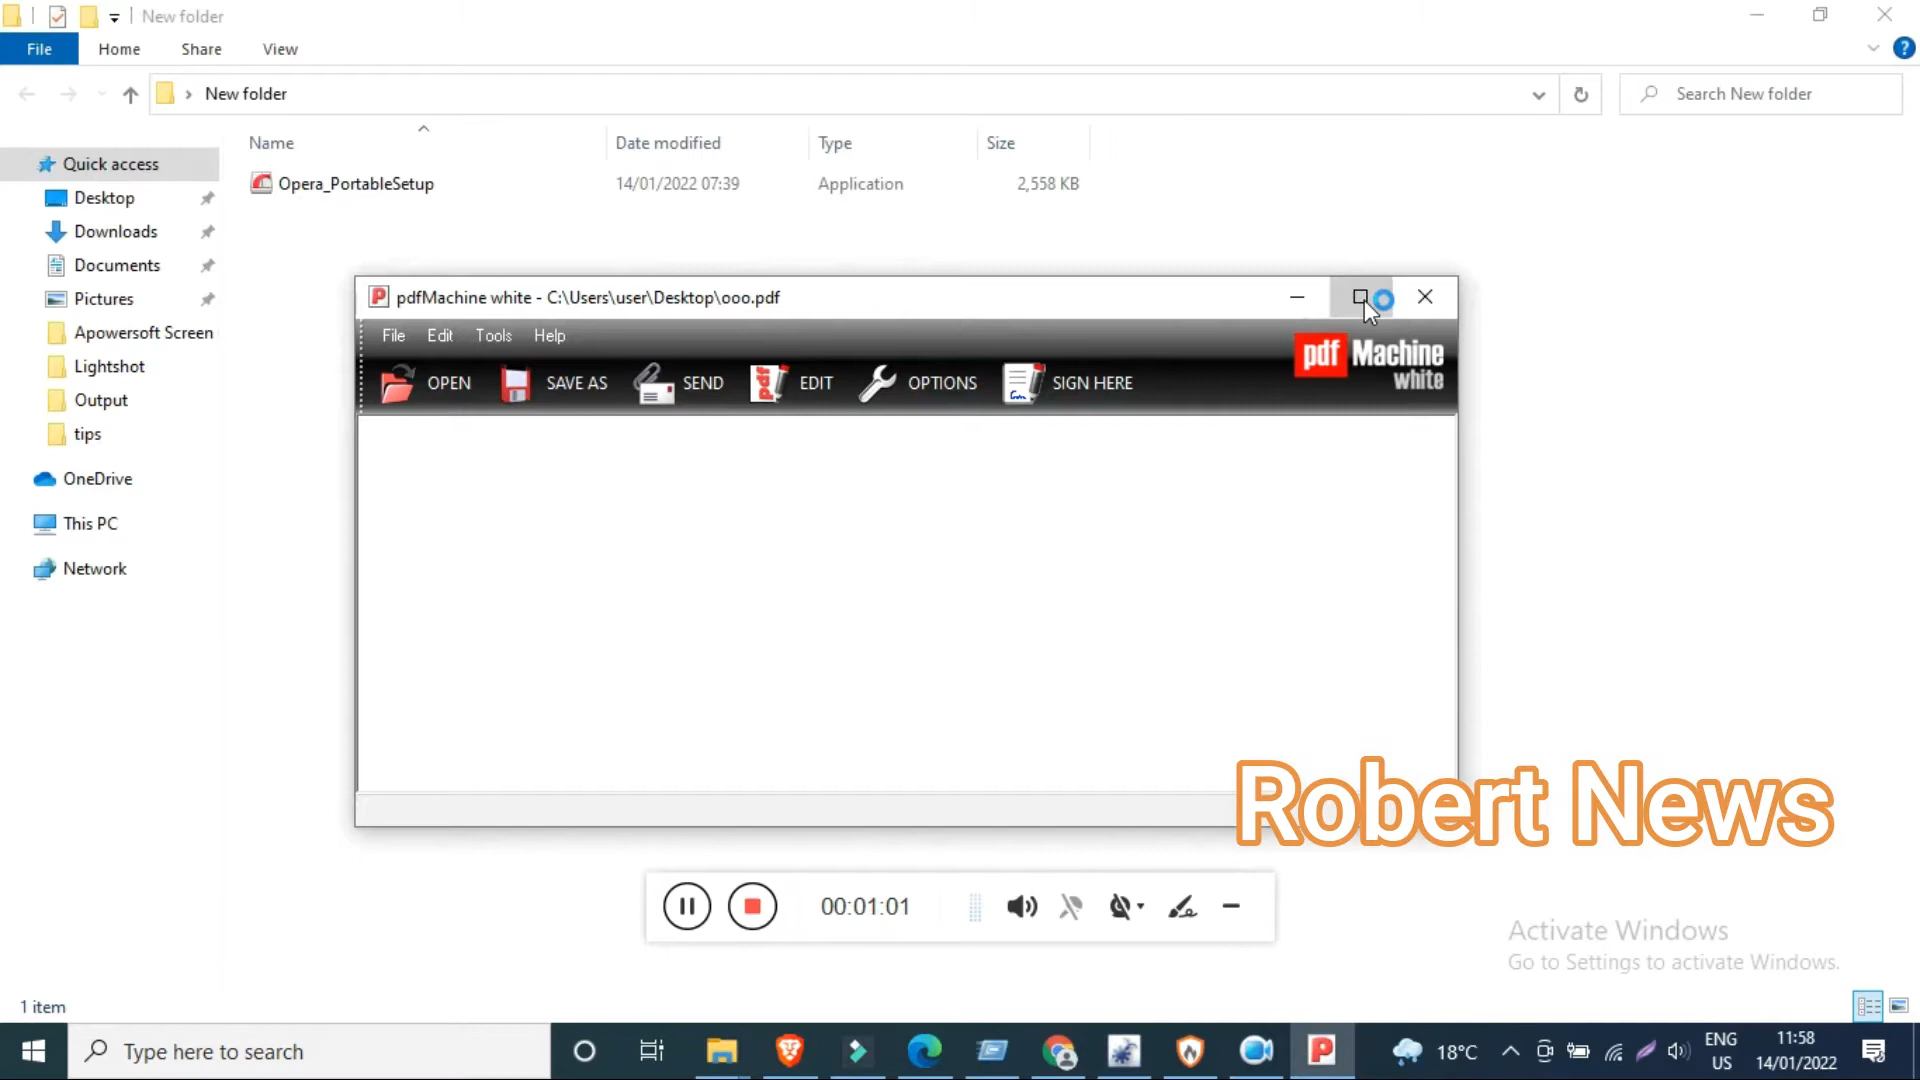 New folder
File Home Share View
New folder
Search New folder
Name Date modified Type Size
Opera_PortableSetup 14/01/2022 07:39 Application 2,558 KB
Quick access
Desktop
Downloads
Documents
Pictures
Apowersoft Screen
Lightshot
Output
tips
OneDrive
This PC
Network
pdfMachine white - C:\Users\user\Desktop\ooo.pdf
File Edit Tools Help
OPEN SAVE AS SEND EDIT OPTIONS SIGN HERE
pdf Machine
white
Robert News
00:01:01
Activate Windows
Go to Settings to activate Windows.
1 item
Type here to search
18°C
ENG
US
11:58
14/01/2022